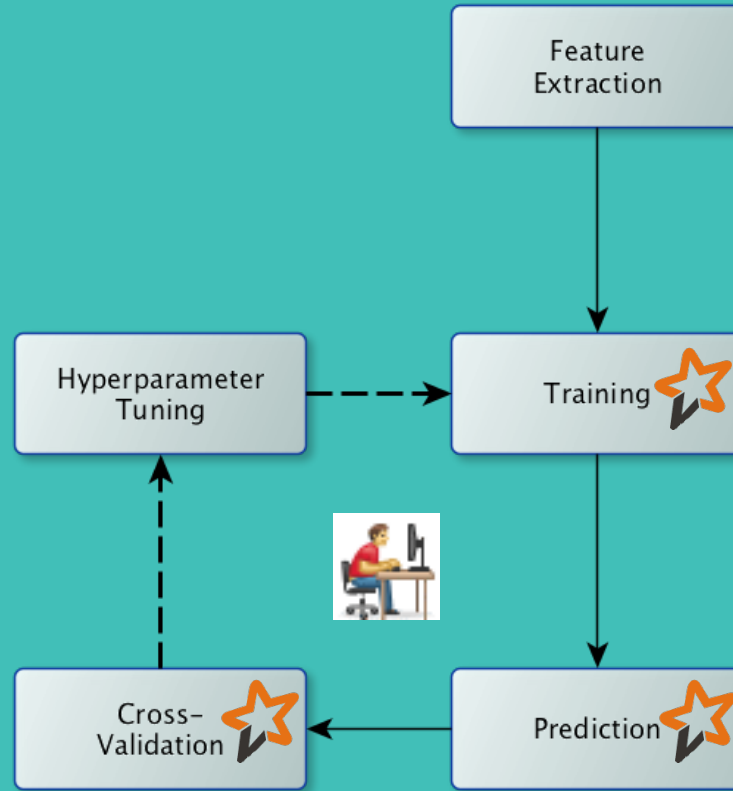 Feature
Extraction
Hyperparameter
Tuning
Training
Cross-
Validation
Prediction